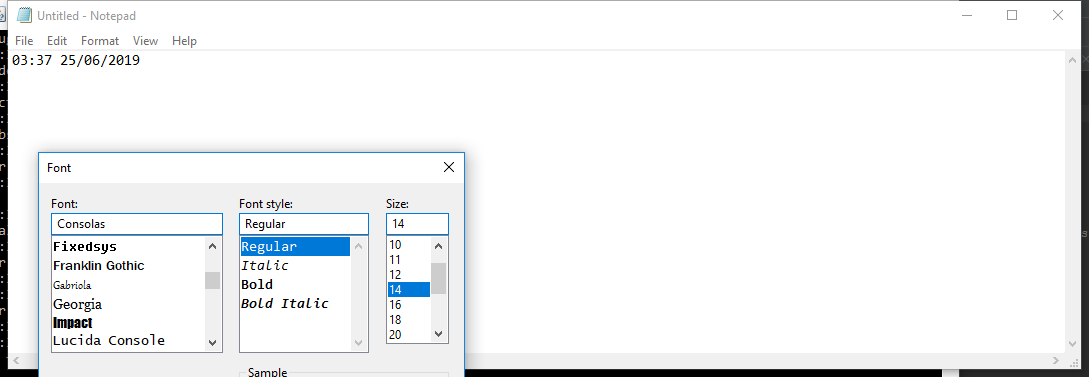 Untitled - Notepad
File Edit Format View Help
03:37 25/06/2019
Font
Font: Font style: Size:
Consolas Regular 14
Fixedsys
Franklin Gothic
Gabriola
Georgia
Impact
Lucida Console
Regular
Italic
Bold
Bold Italic
10
11
12
14
16
18
20
Sample